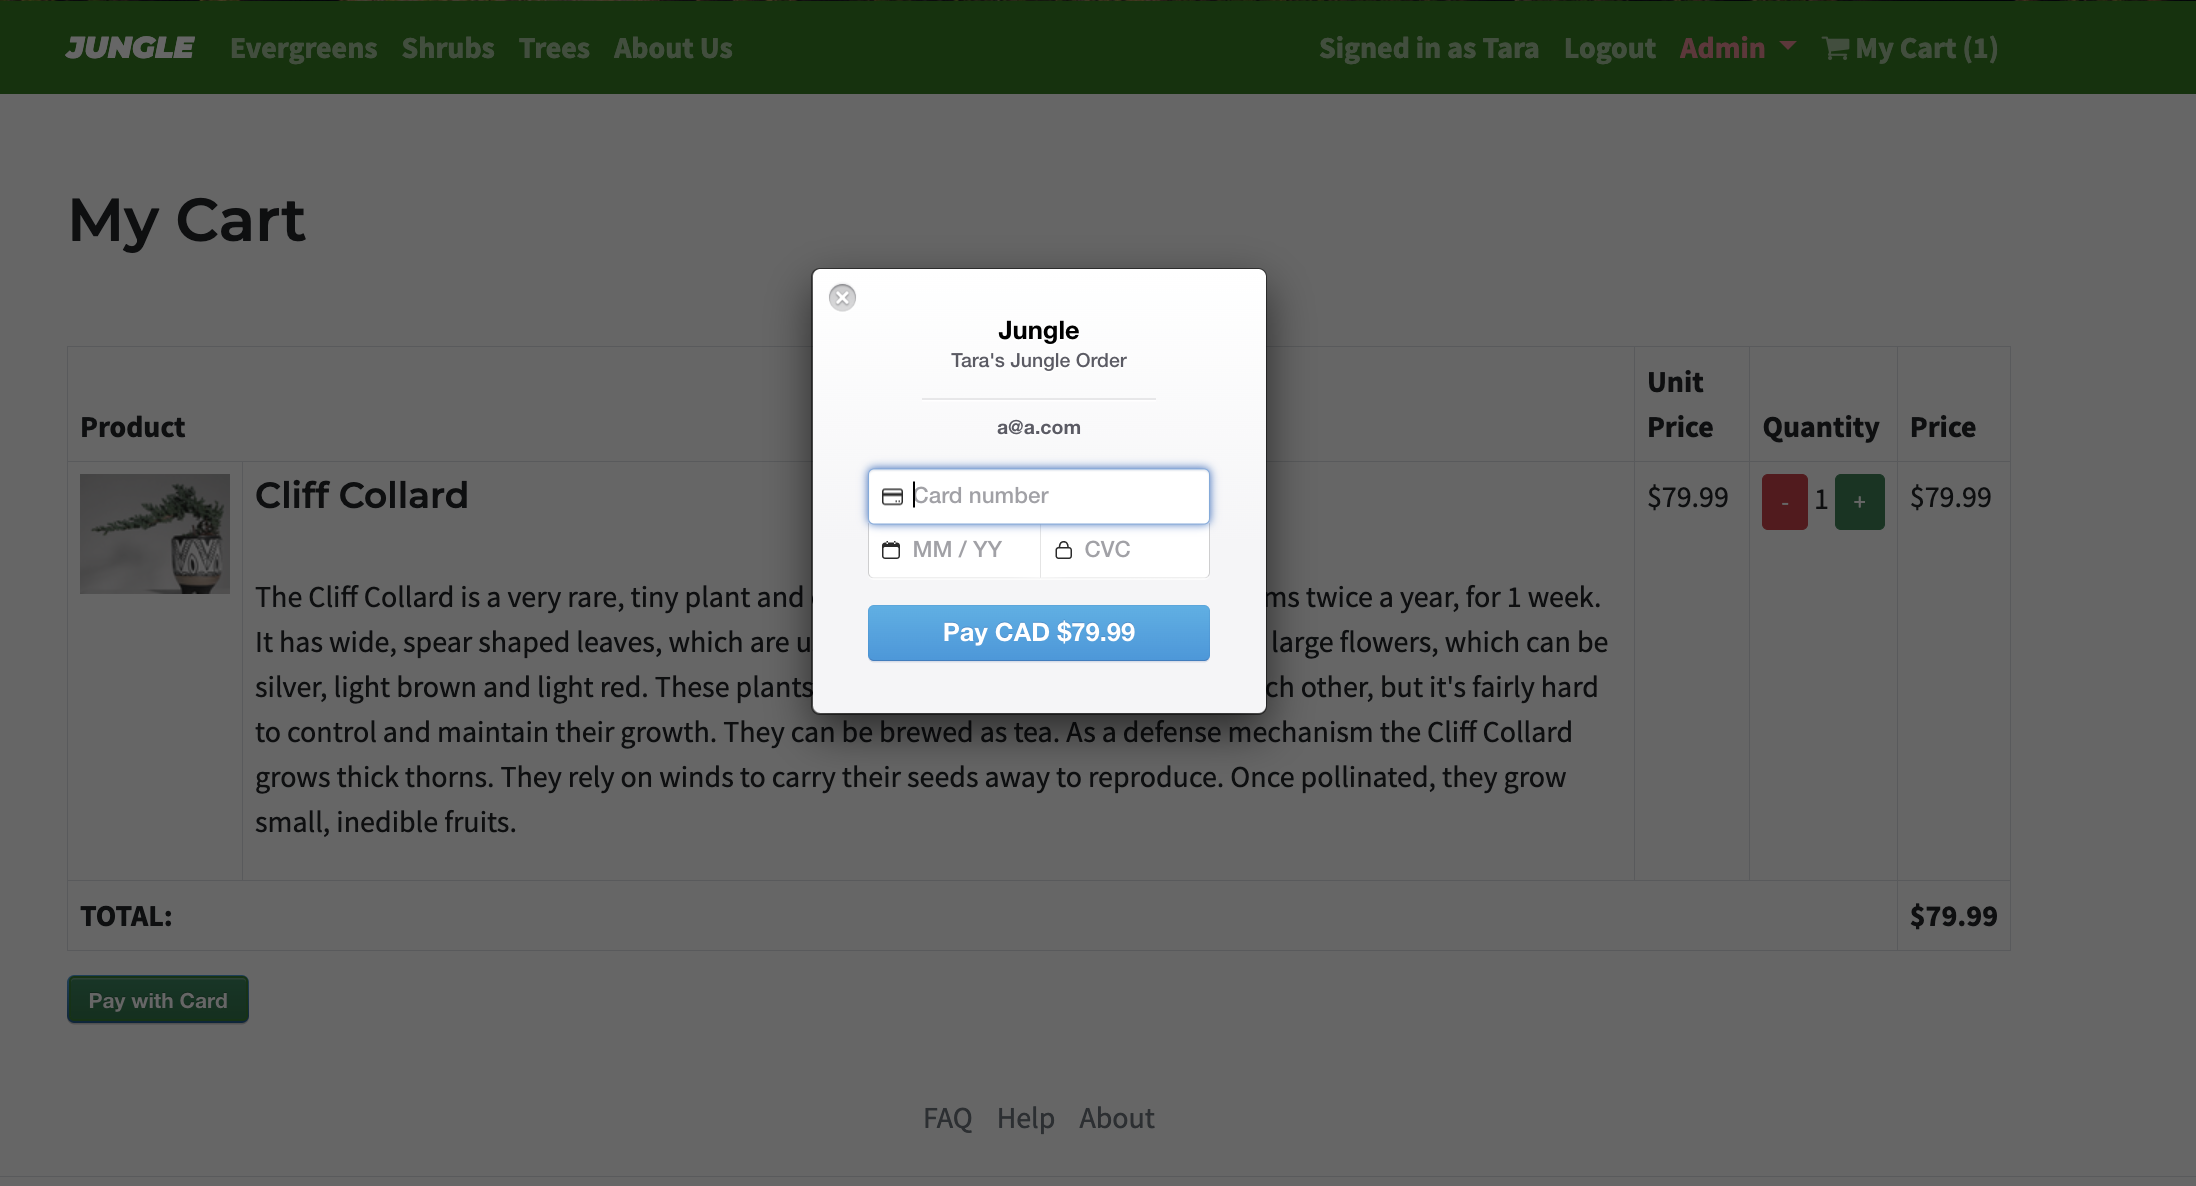 JUNGLE Evergreens Shrubs Trees About Us Signed in as Tara Logout Admin My Cart (1)
My Cart
Jungle
Tara's Jungle Order
a@a.com
Card number
MM / YY CVC
Pay CAD $79.99
Product Unit Price Quantity Price
Cliff Collard $79.99 - 1 + $79.99
The Cliff Collard is a very rare, tiny plant and ms twice a year, for 1 week.
It has wide, spear shaped leaves, which are u large flowers, which can be
silver, light brown and light red. These plants ch other, but it's fairly hard
to control and maintain their growth. They can be brewed as tea. As a defense mechanism the Cliff Collard
grows thick thorns. They rely on winds to carry their seeds away to reproduce. Once pollinated, they grow
small, inedible fruits.
TOTAL: $79.99
Pay with Card
FAQ Help About